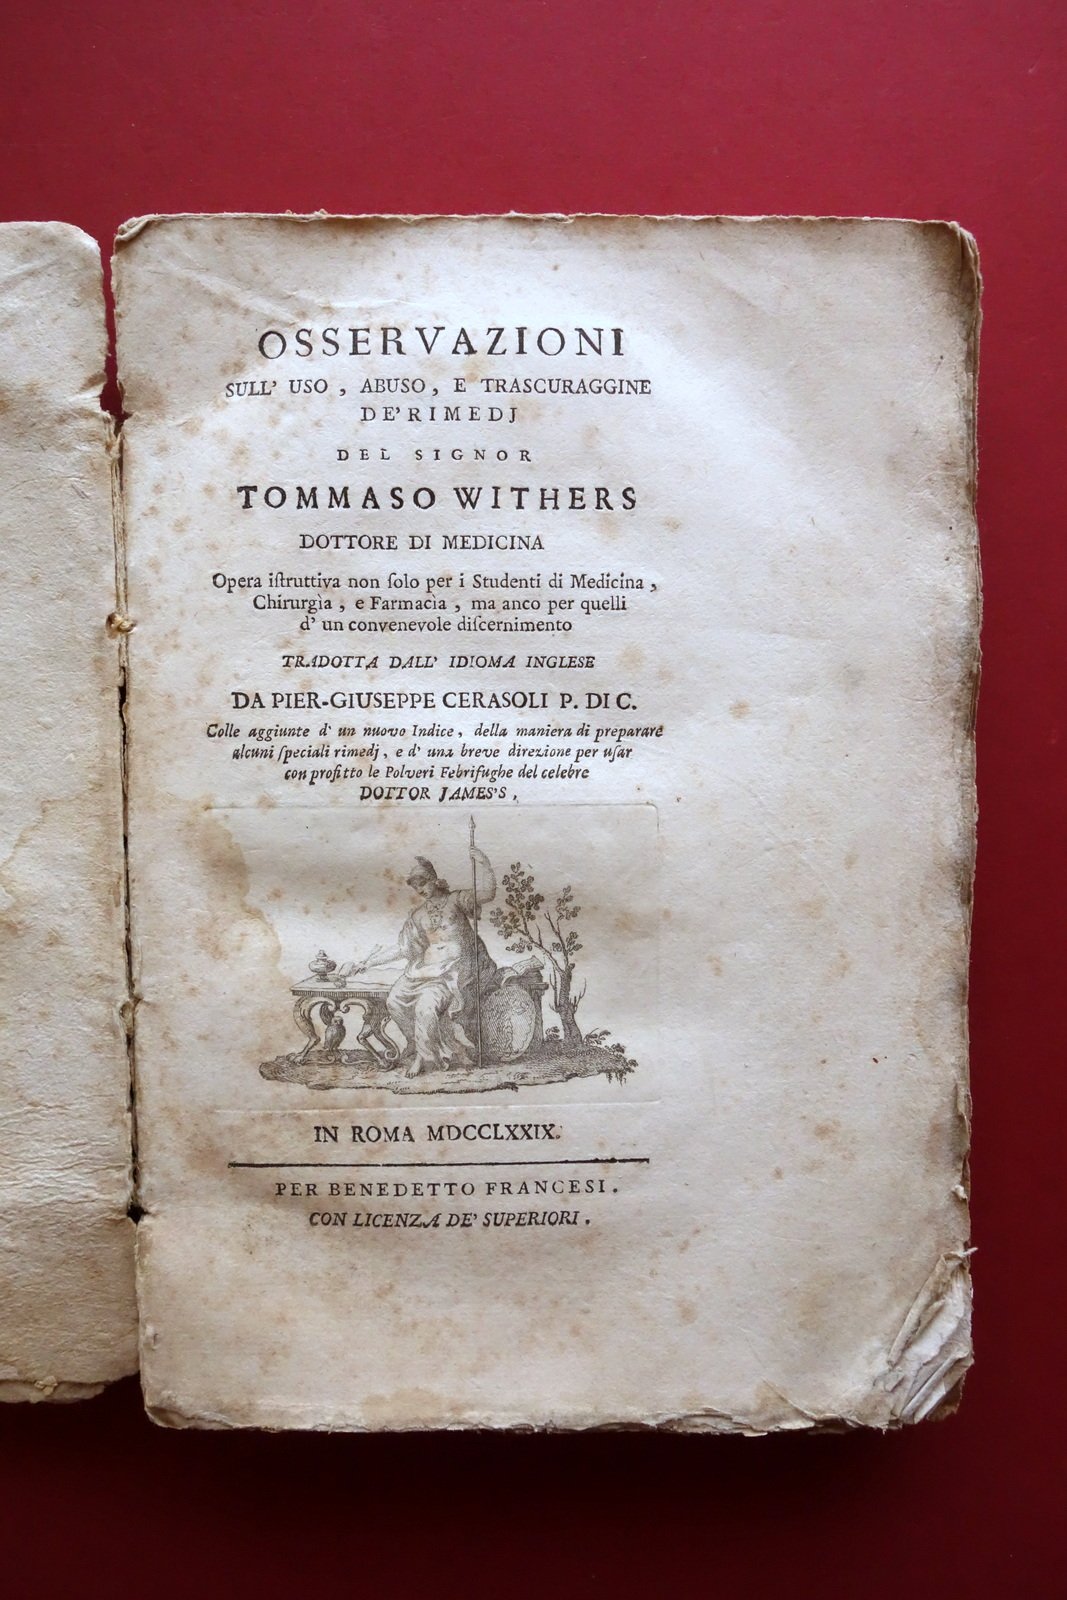 OSSERVAZIONI
SULL' USO , ABUSO , E TRASCURAGGINE
DE' RIMEDJ
DEL SIGNOR
TOMMASO WITHERS
DOTTORE DI MEDICINA
Opera iſtruttiva non ſolo per i Studenti di Medicina ,
Chirurgìa , e Farmacìa , ma anco per quelli
d' un convenevole diſcernimento
TRADOTTA DALL' IDIOMA INGLESE
DA PIER-GIUSEPPE CERASOLI P. DI C.
Colle aggiunte d' un nuovo Indice , della maniera di preparare
alcuni ſpeciali rimedj , e d' una breve direzione per uſar
con profitto le Polveri Febrifughe del celebre
DOTTOR JAMES'S ,
IN ROMA MDCCLXXIX.
PER BENEDETTO FRANCESI .
CON LICENZA DE' SUPERIORI .